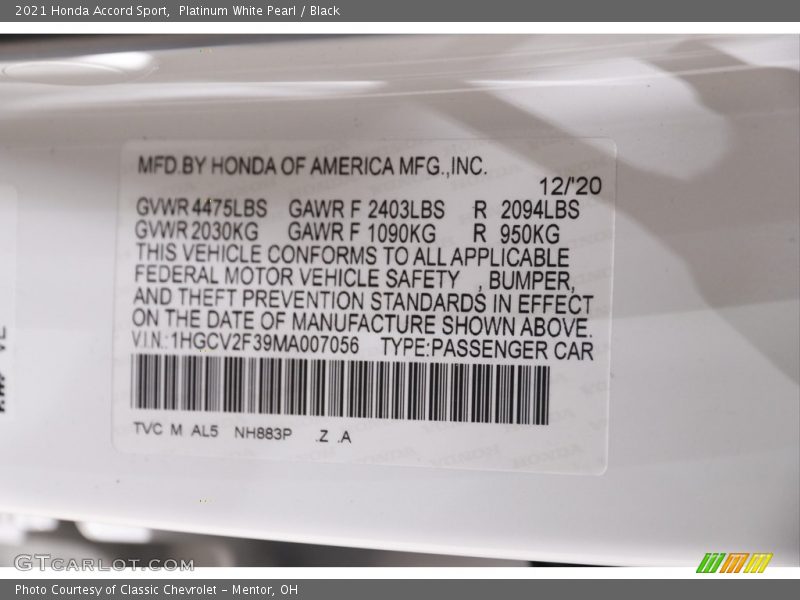 2021 Honda Accord Sport,  Platinum White Pearl / Black
MFD.BY HONDA OF AMERICA MFG.,INC.
12/'20
GVWR 4475LBS GAWR F 2403LBS R 2094LBS
GVWR 2030KG GAWR F 1090KG R 950KG
THIS VEHICLE CONFORMS TO ALL APPLICABLE
FEDERAL MOTOR VEHICLE SAFETY , BUMPER,
AND THEFT PREVENTION STANDARDS IN EFFECT
ON THE DATE OF MANUFACTURE SHOWN ABOVE.
V.I.N.:1HGCV2F39MA007056 TYPE:PASSENGER CAR
TVC M AL5 NH883P .Z .A
GTCARLOT.COM
Photo Courtesy of Classic Chevrolet - Mentor, OH